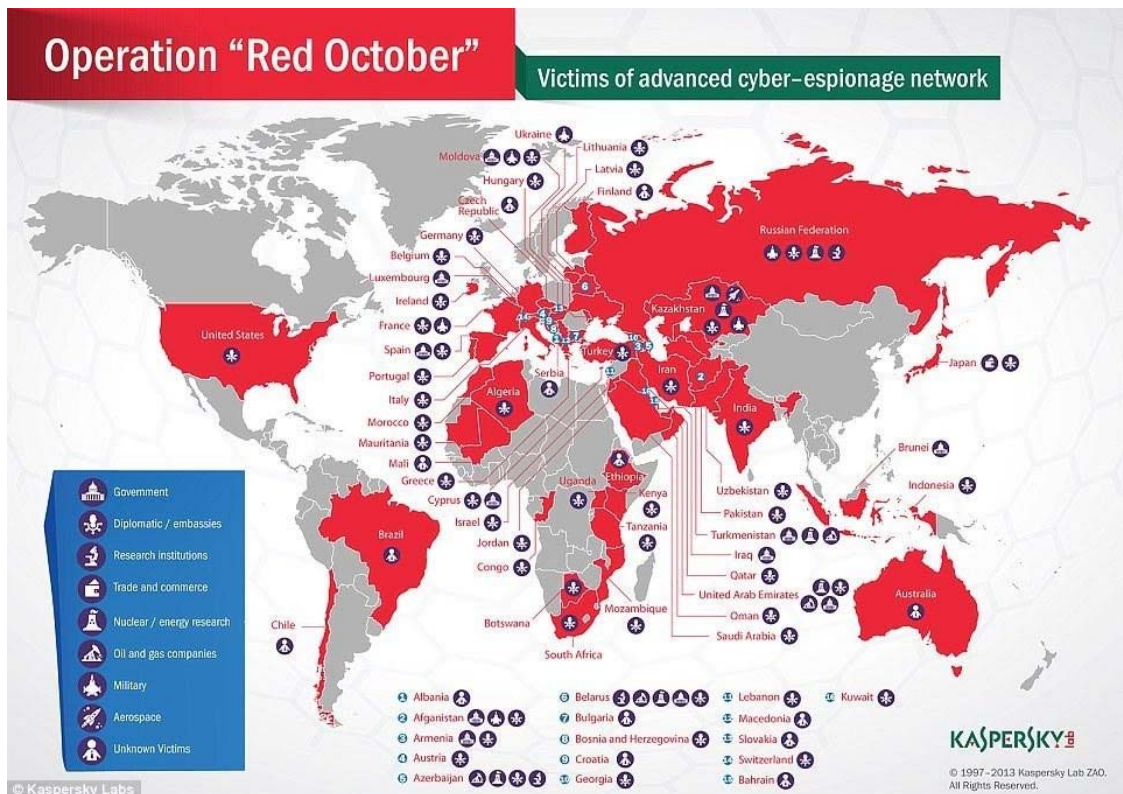 Operation “Red October”
Victims of advanced cyber–espionage network
Ukraine
Moldova
Hungary
Czech
Republic
Germany
Belgium
Luxembourg
Ireland
France
Spain
Portugal
Italy
Morocco
Mauritania
Mali
Greece
Cyprus
Israel
Jordan
Congo
Lithuania
Latvia
Finland
Russian Federation
Kazakhstan
United States
Turkey
Iran
Serbia
Algeria
India
Japan
Uganda
Ethiopia
Kenya
Tanzania
Brunei
Indonesia
Uzbekistan
Pakistan
Turkmenistan
Iraq
Qatar
United Arab Emirates
Oman
Saudi Arabia
Brazil
Chile
Botswana
Mozambique
South Africa
Australia
Government
Diplomatic / embassies
Research institutions
Trade and commerce
Nuclear / energy research
Oil and gas companies
Military
Aerospace
Unknown Victims
1 Albania
2 Afganistan
3 Armenia
4 Austria
5 Azerbaijan
6 Belarus
7 Bulgaria
8 Bosnia and Herzegovina
9 Croatia
10 Georgia
11 Lebanon
12 Macedonia
13 Slovakia
14 Switzerland
15 Bahrain
Kuwait
KASPERSKY lab
© 1997–2013 Kaspersky Lab ZAO.
All Rights Reserved.
© Kaspersky Labs